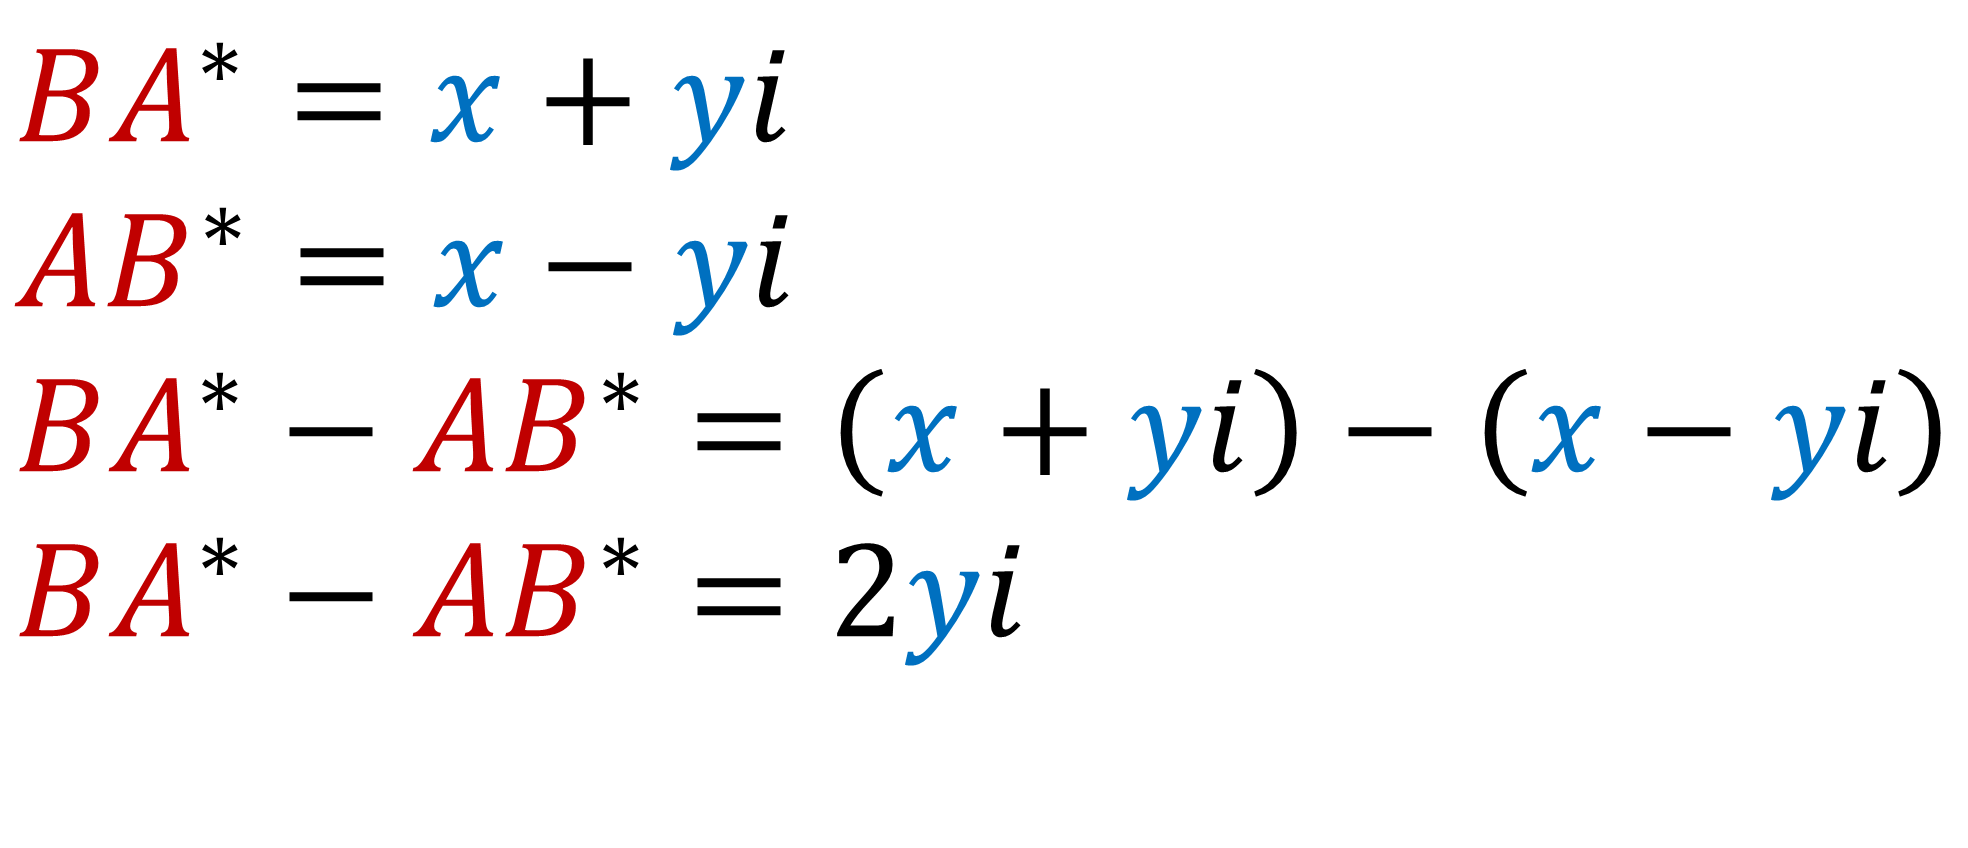 BA* = x + yi
AB* = x − yi
BA* − AB* = (x + yi) − (x − yi)
BA* − AB* = 2yi